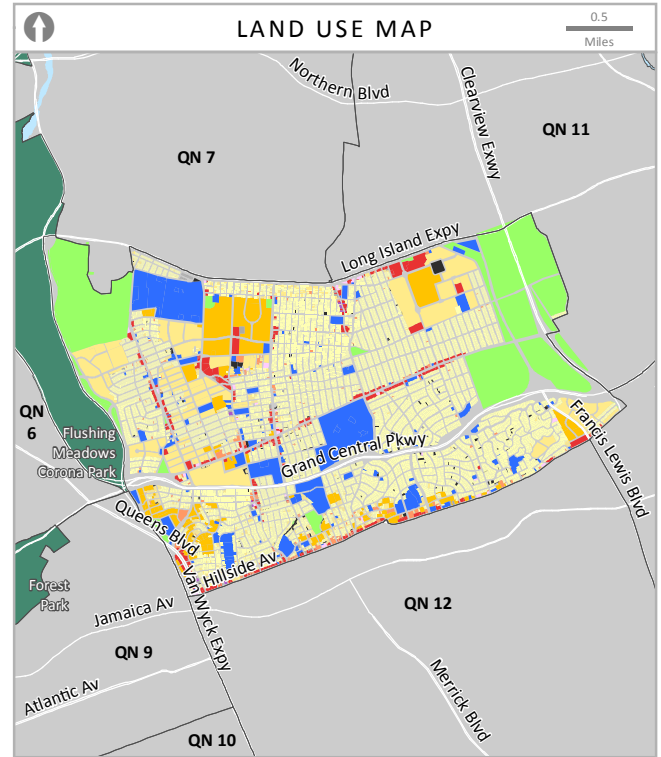 LAND USE MAP
0.5
Miles
Northern Blvd
Clearview Exwy
QN 11
QN 7
Long Island Expy
QN
6
Flushing
Meadows
Corona Park
Grand Central Pkwy
Francis Lewis Blvd
Queens Blvd
Hillside Av
Forest
Park
Van Wyck Expy
Jamaica Av
QN 12
QN 9
Merrick Blvd
Atlantic Av
QN 10